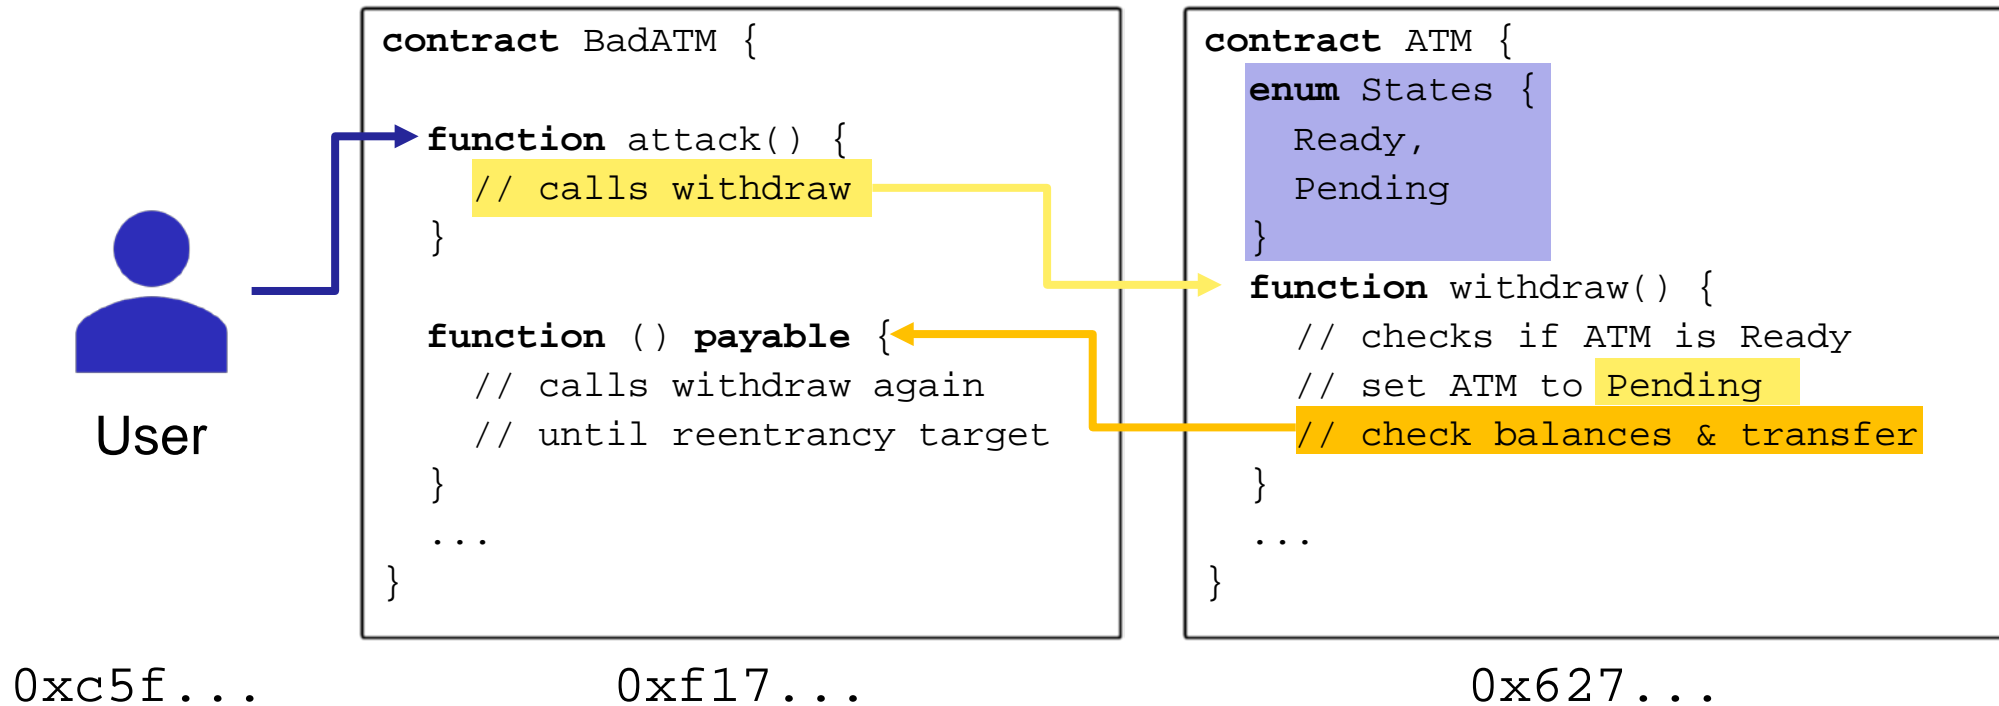 User
0xc5f...
contract BadATM {
function attack() {
// calls withdraw
}
function () payable {
// calls withdraw again
// until reentrancy target
}
...
}
0xf17...
contract ATM {
enum States {
Ready,
Pending
}
function withdraw() {
// checks if ATM is Ready
// set ATM to Pending
// check balances & transfer
}
...
}
0x627...